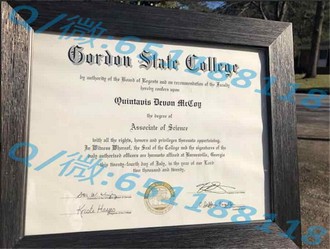 Gordon State College
by authority of the Board of Regents and on recommendation of the Faculty
hereby confers upon
Quintavis Devon McCoy
the degree of
Associate of Science
with all the rights, honors and privileges thereunto appertaining.
In Witness Whereof, the Seal of the College and the signatures of the
duly authorized officers are hereunto affixed at Barnesville, Georgia
this twenty-fourth day of July, in the year of our Lord
two thousand and twenty.
Q/微:651188118
Q/微:651188118